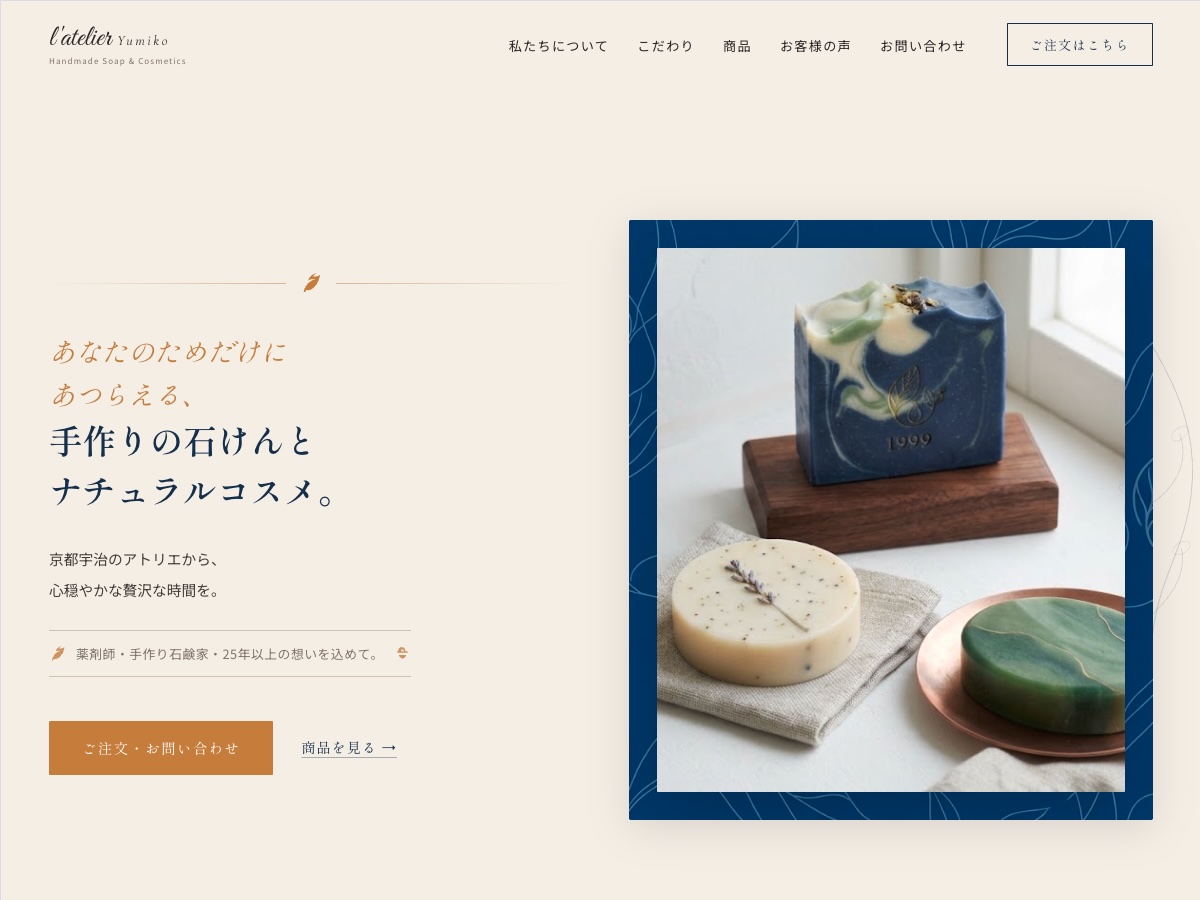 l'atelier Yumiko
Handmade Soap & Cosmetics
私たちについて
こだわり
商品
お客様の声
お問い合わせ
ご注文はこちら
あなたのためだけに
あつらえる、
手作りの石けんと
ナチュラルコスメ。
京都宇治のアトリエから、
心穏やかな贅沢な時間を。
薬剤師・手作り石鹸家・25年以上の想いを込めて。
ご注文・お問い合わせ
商品を見る →
1999